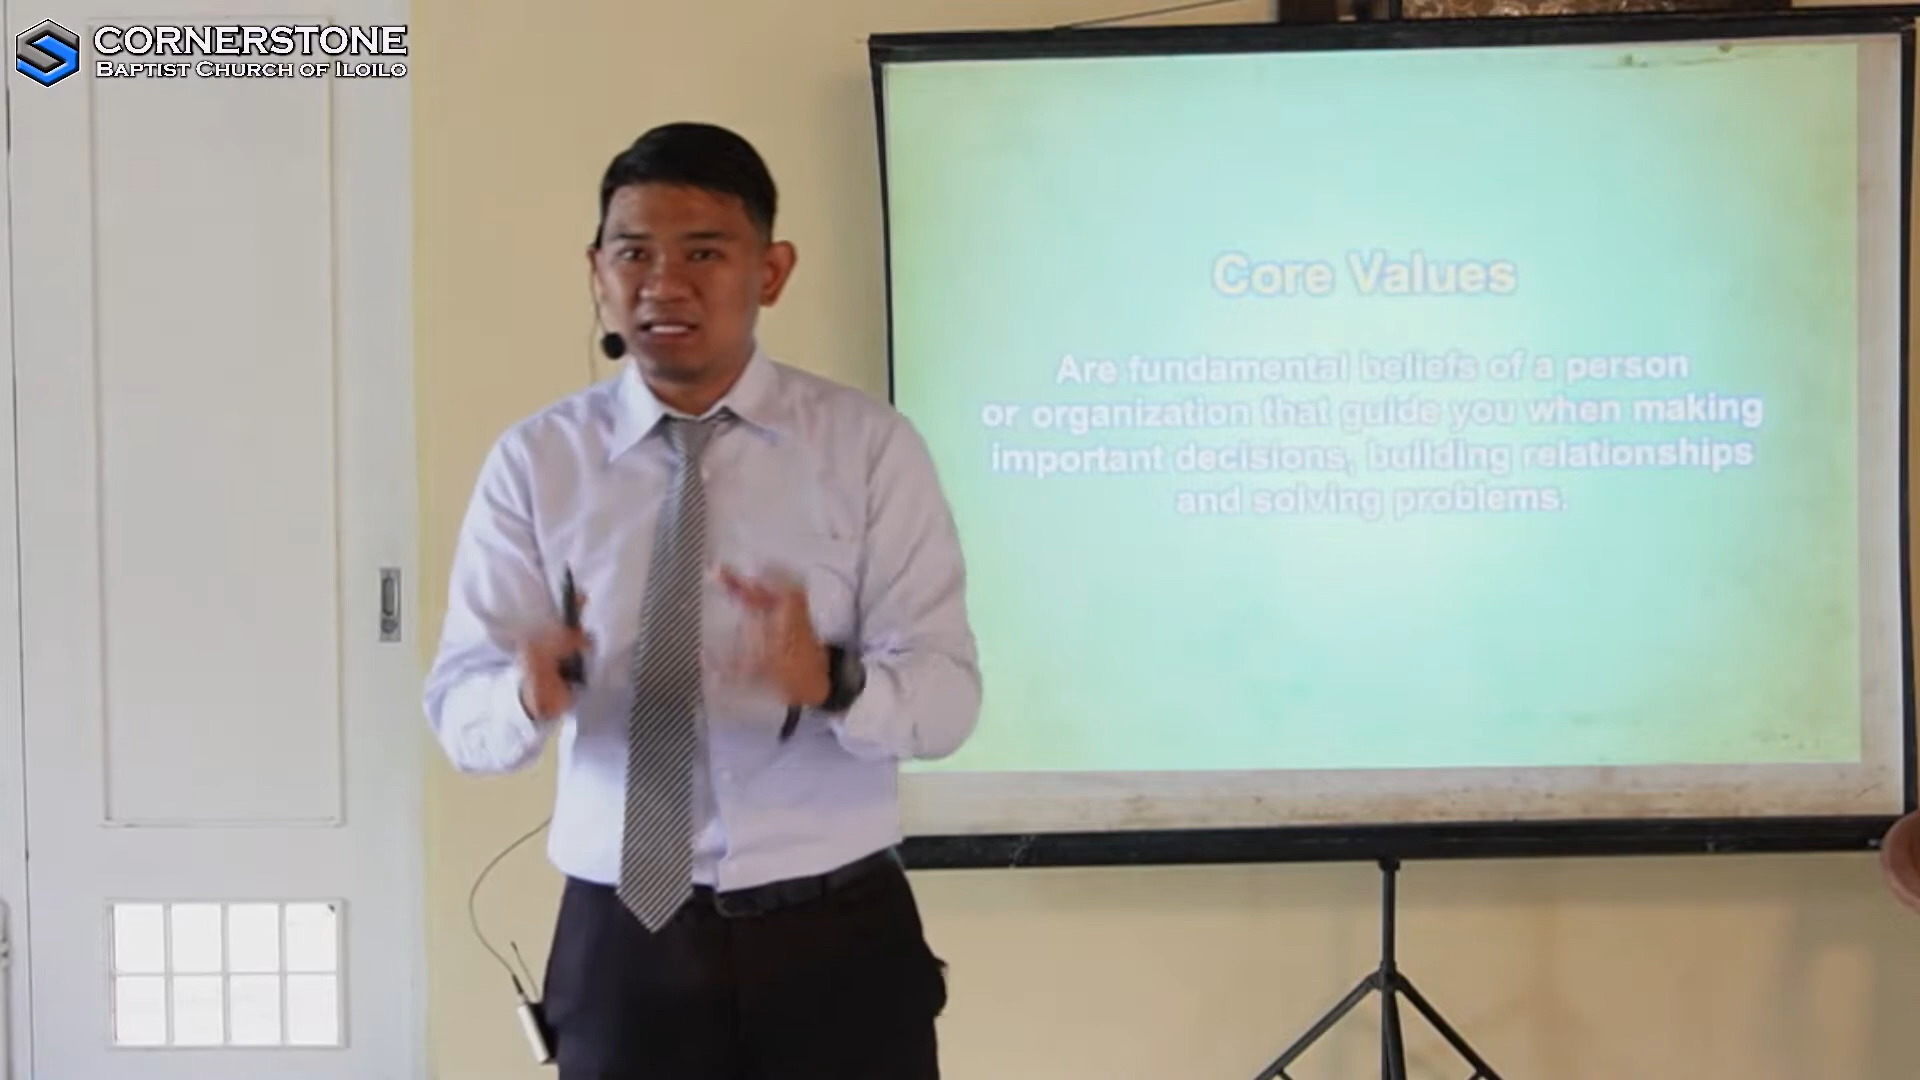 CORNERSTONE
BAPTIST CHURCH OF ILOILO
Core Values
Are fundamental beliefs of a person
or organization that guide you when making
important decisions, building relationships
and solving problems.